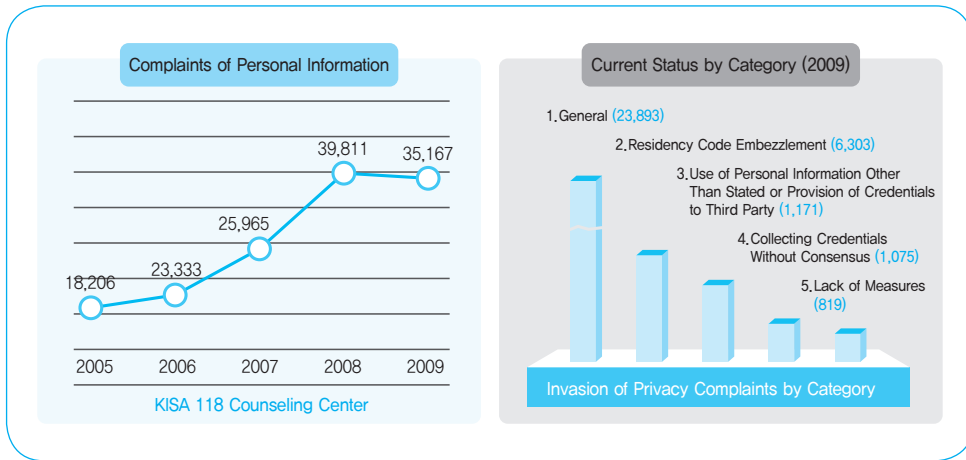 Complaints of Personal Information
39,811
35,167
25,965
23,333
18,206
2005 2006 2007 2008 2009
KISA 118 Counseling Center
Current Status by Category (2009)
1.General (23,893)
2.Residency Code Embezzlement (6,303)
3.Use of Personal Information Other
Than Stated or Provision of Credentials
to Third Party (1,171)
4.Collecting Credentials
Without Consensus (1,075)
5.Lack of Measures
(819)
Invasion of Privacy Complaints by Category